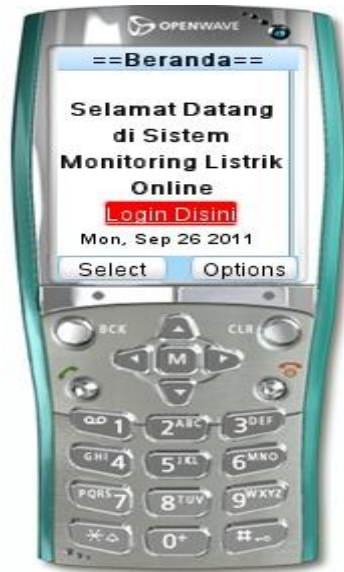 OPENWAVE
==Beranda==
Selamat Datang
di Sistem
Monitoring Listrik
Online
Login Disini
Mon, Sep 26 2011
Select Options
BCK CLR
M
1 2ABC 3DEF
GHI4 5JKL 6MNO
PQRS7 8TUV 9WXYZ
* 0+ #